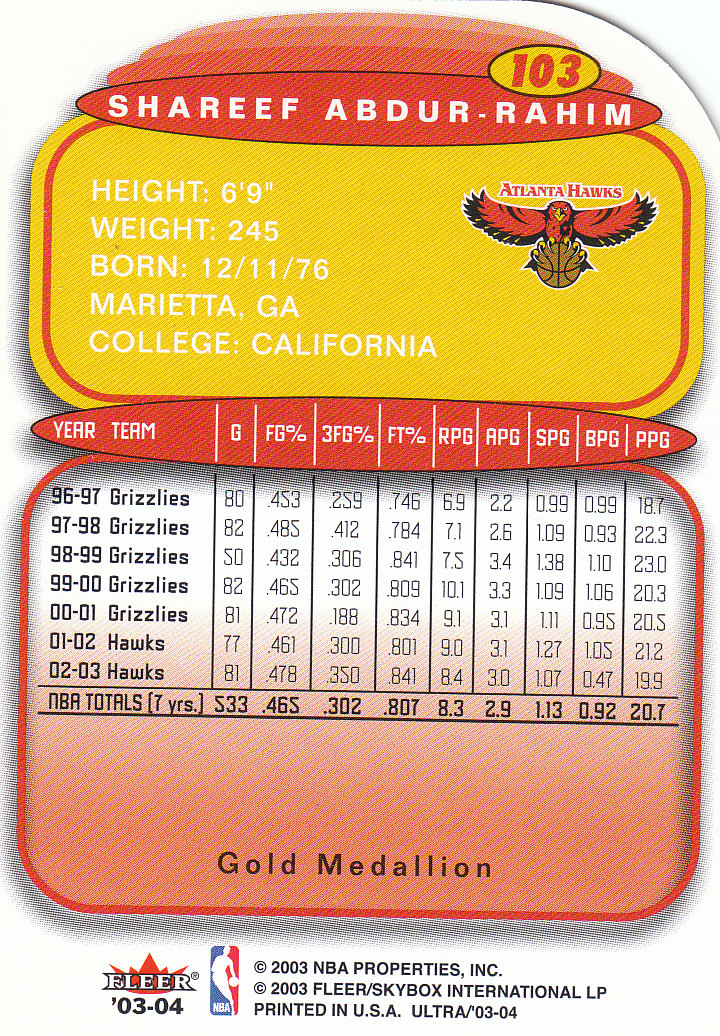 103
SHAREEF ABDUR-RAHIM
HEIGHT: 6'9"
WEIGHT: 245
BORN: 12/11/76
MARIETTA, GA
COLLEGE: CALIFORNIA
ATLANTA HAWKS
YEAR TEAM G FG% 3FG% FT% RPG APG SPG BPG PPG
96-97 Grizzlies 80 .453 .259 .746 6.9 2.2 0.99 0.99 18.7
97-98 Grizzlies 82 .485 .412 .784 7.1 2.6 1.09 0.93 22.3
98-99 Grizzlies 50 .432 .306 .841 7.5 3.4 1.38 1.10 23.0
99-00 Grizzlies 82 .465 .302 .809 10.1 3.3 1.09 1.06 20.3
00-01 Grizzlies 81 .472 .188 .834 9.1 3.1 1.11 0.95 20.5
01-02 Hawks 77 .461 .300 .801 9.0 3.1 1.27 1.05 21.2
02-03 Hawks 81 .478 .350 .841 8.4 3.0 1.07 0.47 19.9
NBA TOTALS (7 yrs.) 533 .465 .302 .807 8.3 2.9 1.13 0.92 20.7
Gold Medallion
FLEER®
'03-04
NBA
© 2003 NBA PROPERTIES, INC.
© 2003 FLEER/SKYBOX INTERNATIONAL LP
PRINTED IN U.S.A. ULTRA/'03-04